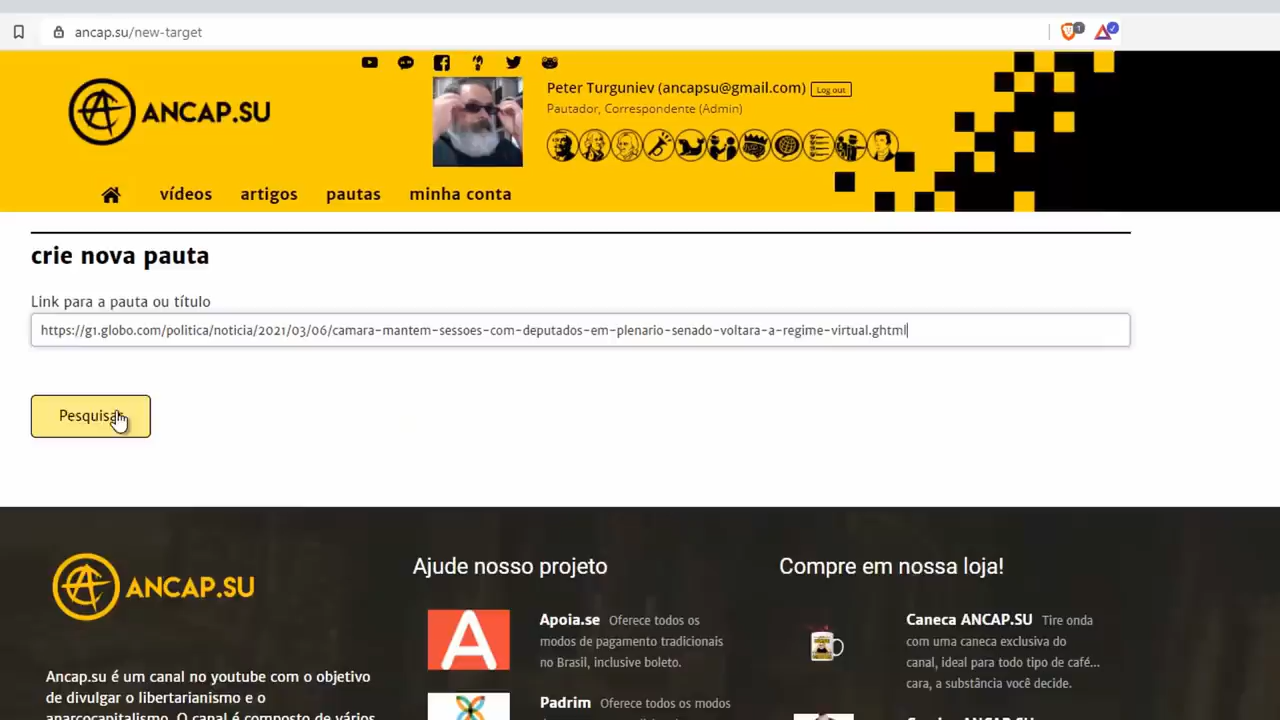 ancap.su/new-target
ANCAP.SU
Peter Turguniev (ancapsu@gmail.com) Log out
Pautador, Correspondente (Admin)
vídeos artigos pautas minha conta
crie nova pauta
Link para a pauta ou título
https://g1.globo.com/politica/noticia/2021/03/06/camara-mantem-sessoes-com-deputados-em-plenario-senado-voltara-a-regime-virtual.ghtml
Pesquisar
ANCAP.SU
Ancap.su é um canal no youtube com o objetivo
de divulgar o libertarianismo e o
anarcocapitalismo. O canal é composto de vários
Ajude nosso projeto
Apoia.se Oferece todos os
modos de pagamento tradicionais
no Brasil, inclusive boleto.
Padrim Oferece todos os modos
Compre em nossa loja!
Caneca ANCAP.SU Tire onda
com uma caneca exclusiva do
canal, ideal para todo tipo de café...
cara, a substância você decide.